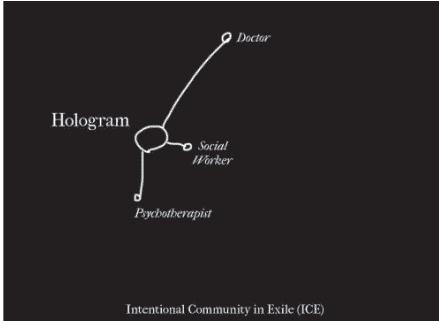 Doctor
Hologram
Social
Worker
Psychotherapist
Intentional Community in Exile (ICE)